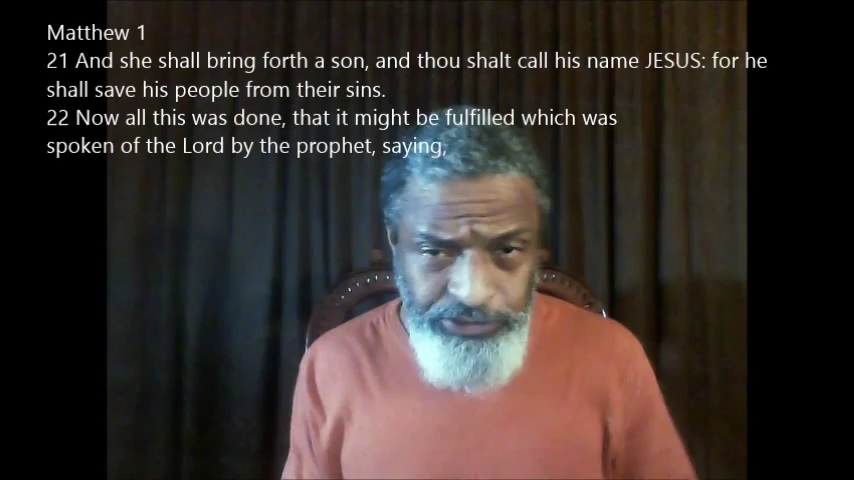 Matthew 1
21 And she shall bring forth a son, and thou shalt call his name JESUS: for he
shall save his people from their sins.
22 Now all this was done, that it might be fulfilled which was
spoken of the Lord by the prophet, saying,